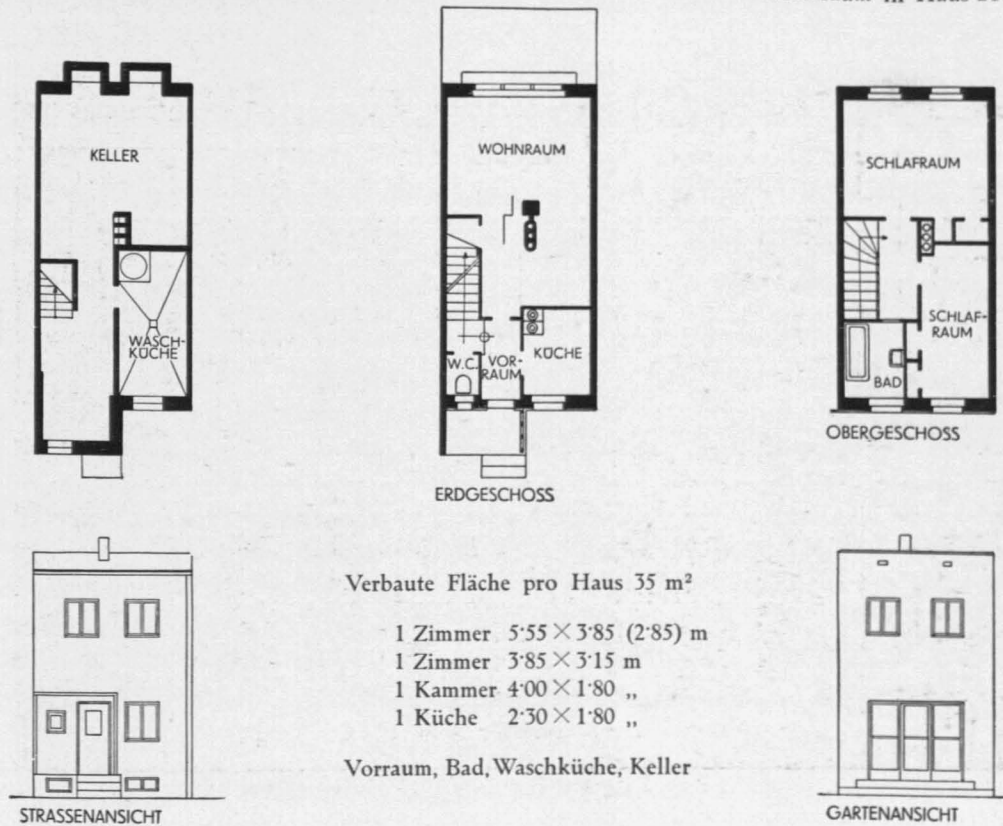 in Haus
KELLER
WASCH-
KÜCHE
WOHNRAUM
W.C.
VOR-
RAUM
KÜCHE
ERDGESCHOSS
SCHLAFRAUM
SCHLAF-
RAUM
BAD
OBERGESCHOSS
STRASSENANSICHT
Verbaute Fläche pro Haus 35 m²
1 Zimmer 5·55 × 3·85 (2·85) m
1 Zimmer 3·85 × 3·15 m
1 Kammer 4·00 × 1·80 „
1 Küche 2·30 × 1·80 „
Vorraum, Bad, Waschküche, Keller
GARTENANSICHT